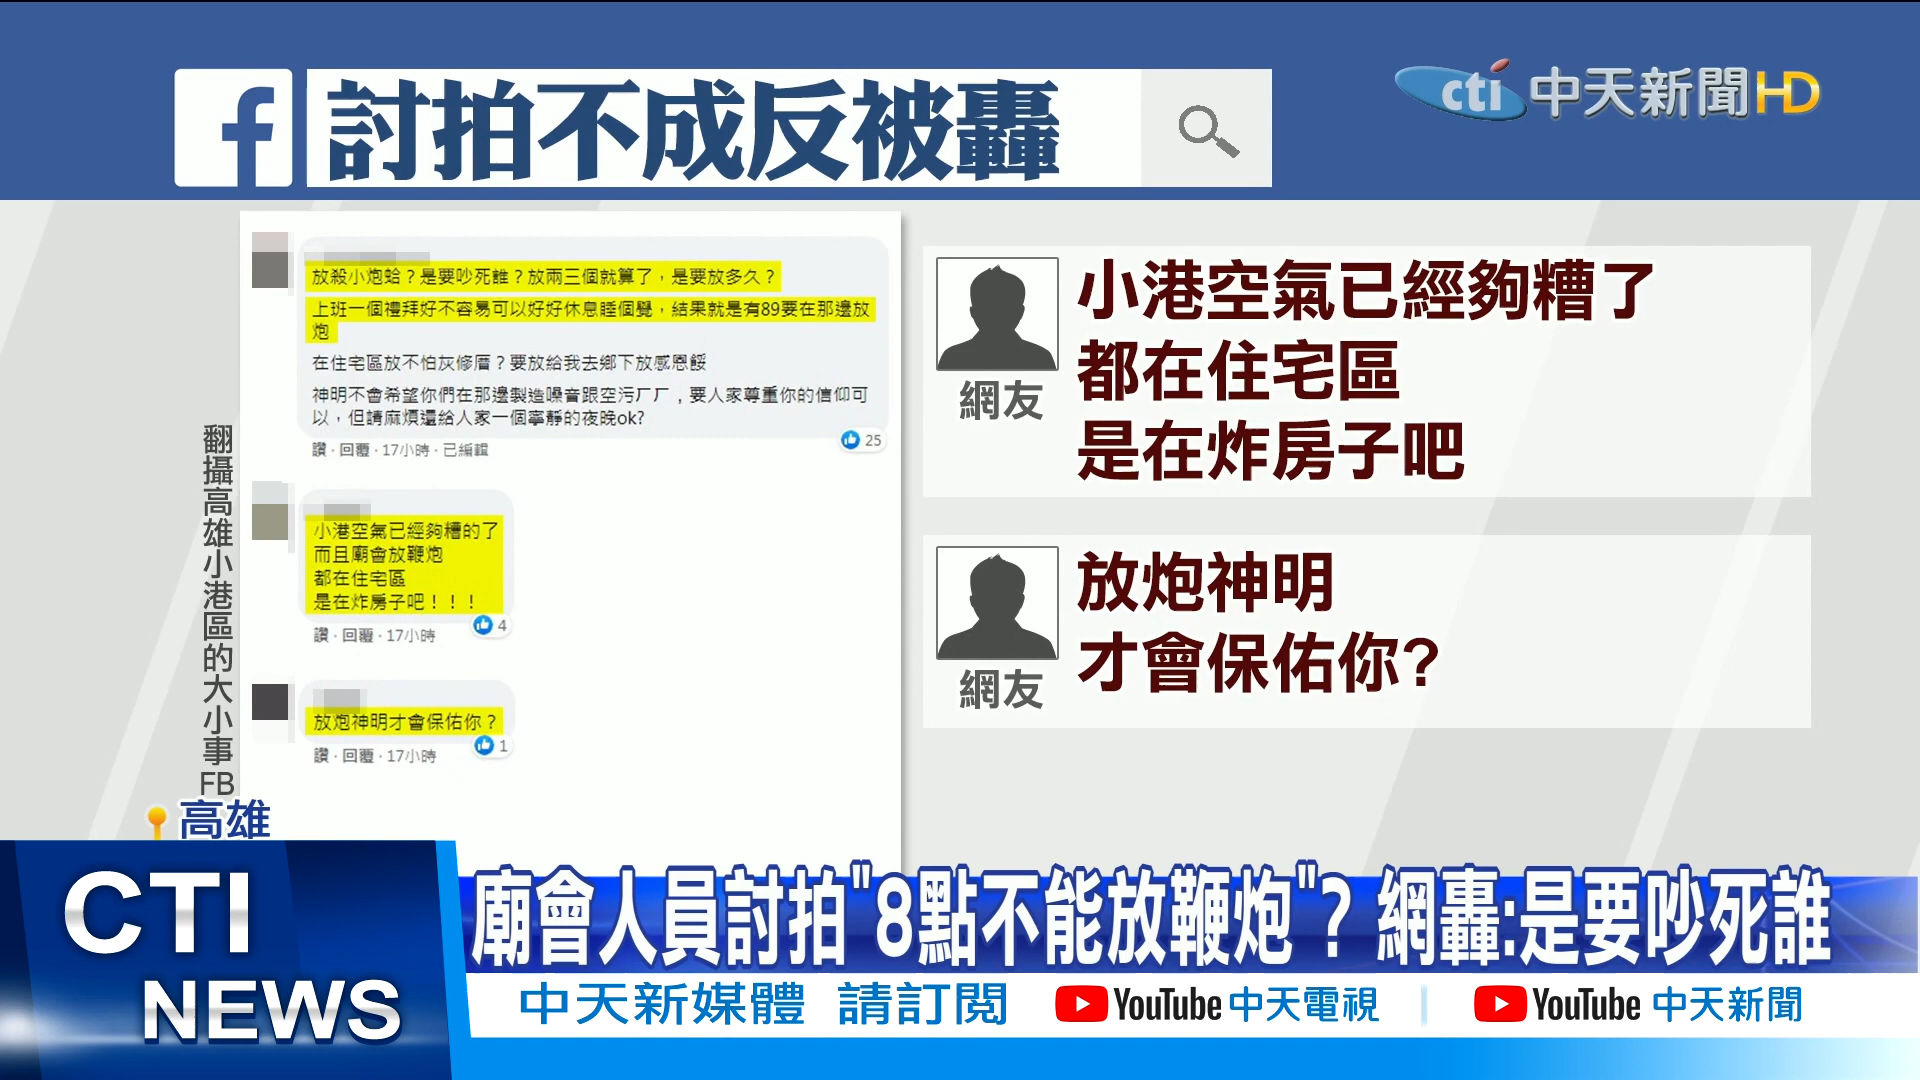 討拍不成反被轟
cti 中天新聞HD
放殺小炮蛤？是要吵死誰？放兩三個就算了，是要放多久？
上班一個禮拜好不容易可以好好休息睡個覺，結果就是有89要在那邊放
炮
在住宅區放不怕灰修厝？要放給我去鄉下放感恩餒
神明不會希望你們在那邊製造噪音跟空污ㄏㄏ，要人家尊重你的信仰可
以，但請麻煩還給人家一個寧靜的夜晚ok?
讚 · 回覆 · 17小時 · 已編輯
25
小港空氣已經夠糟的了
而且廟會放鞭炮
都在住宅區
是在炸房子吧！！！
讚 · 回覆 · 17小時
4
放炮神明才會保佑你？
讚 · 回覆 · 17小時
1
小港空氣已經夠糟了
都在住宅區
是在炸房子吧
網友
放炮神明
才會保佑你?
網友
翻攝高雄小港區的大小事FB
高雄
CTI
NEWS
廟會人員討拍"8點不能放鞭炮"? 網轟:是要吵死誰
中天新媒體 請訂閱 YouTube 中天電視 | YouTube 中天新聞